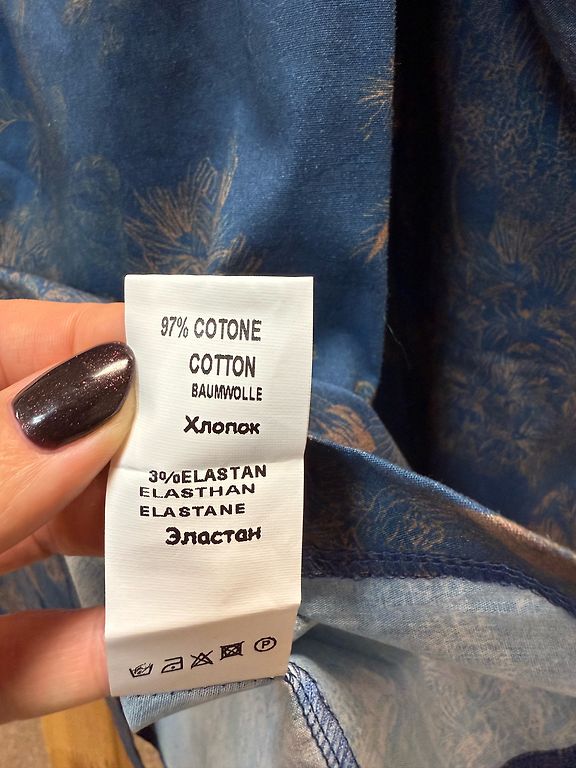 97% COTONE
COTTON
BAUMWOLLE
Хлопок
3%ELASTAN
ELASTHAN
ELASTANE
Эластан
P